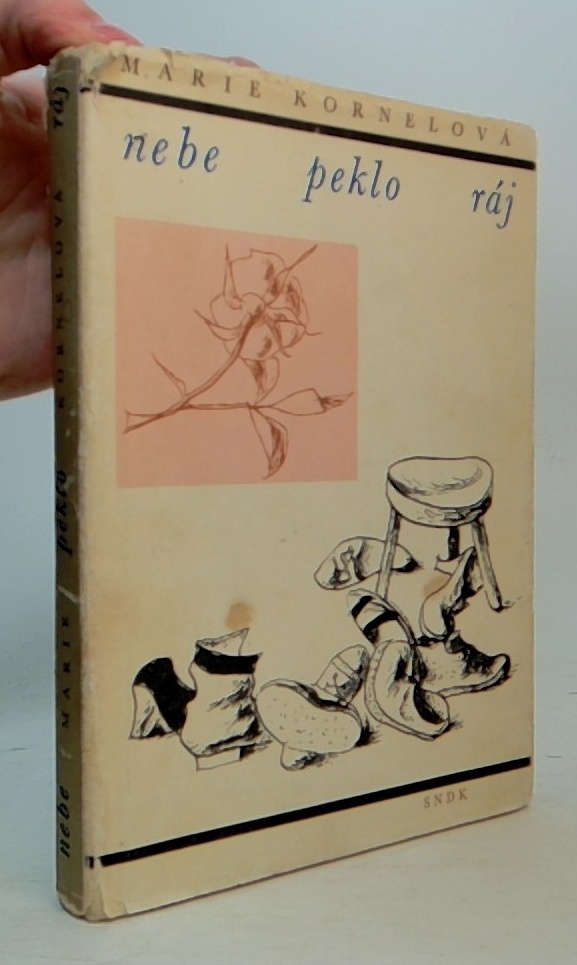 MARIE KORNELOVÁ
nebe peklo ráj
SNDK
nebe / MARIE / peklo KORNELOVÁ ráj